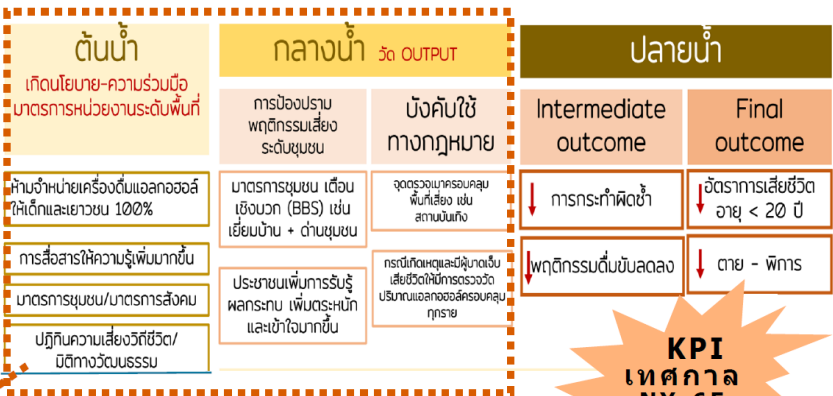 ต้นน้ำ
เกิดนโยบาย-ความร่วมมือ
มาตรการหน่วยงานระดับพื้นที่
ห้ามจำหน่ายเครื่องดื่มแอลกอฮอล์
ให้เด็กและเยาวชน 100%
การสื่อสารให้ความรู้เพิ่มมากขึ้น
มาตรการชุมชน/มาตรการสังคม
ปฏิทินความเสี่ยงวิถีชีวิต/
มิติทางวัฒนธรรม
กลางน้ำ วัด OUTPUT
การป้องปราม
พฤติกรรมเสี่ยง
ระดับชุมชน
มาตรการชุมชน เตือน
เชิงบวก (BBS) เช่น
เยี่ยมบ้าน + ด่านชุมชน
ประชาชนเพิ่มการรับรู้
ผลกระทบ เพิ่มตระหนัก
และเข้าใจมากขึ้น
บังคับใช้
ทางกฎหมาย
จุดตรวจเมาครอบคลุม
พื้นที่เสี่ยง เช่น
สถานบันเทิง
กรณีเกิดเหตุและมีผู้บาดเจ็บ
เสียชีวิตให้มีการตรวจวัด
ปริมาณแอลกอฮอล์ครอบคลุม
ทุกราย
ปลายน้ำ
Intermediate
outcome
การกระทำผิดซ้ำ
พฤติกรรมดื่มขับลดลง
Final
outcome
อัตราการเสียชีวิต
อายุ < 20 ปี
ตาย - พิการ
KPI
เทศกาล